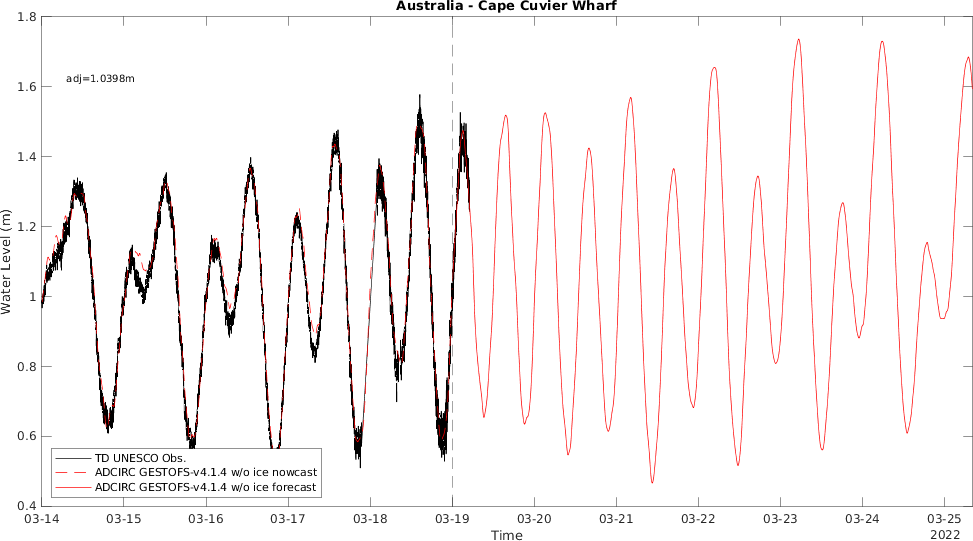 Australia - Cape Cuvier Wharf
1.8
1.6
1.4
1.2
1
0.8
0.6
0.4
Water Level (m)
adj=1.0398m
TD UNESCO Obs.
ADCIRC GESTOFS-v4.1.4 w/o ice nowcast
ADCIRC GESTOFS-v4.1.4 w/o ice forecast
03-14 03-15 03-16 03-17 03-18 03-19 03-20 03-21 03-22 03-23 03-24 03-25
Time
2022